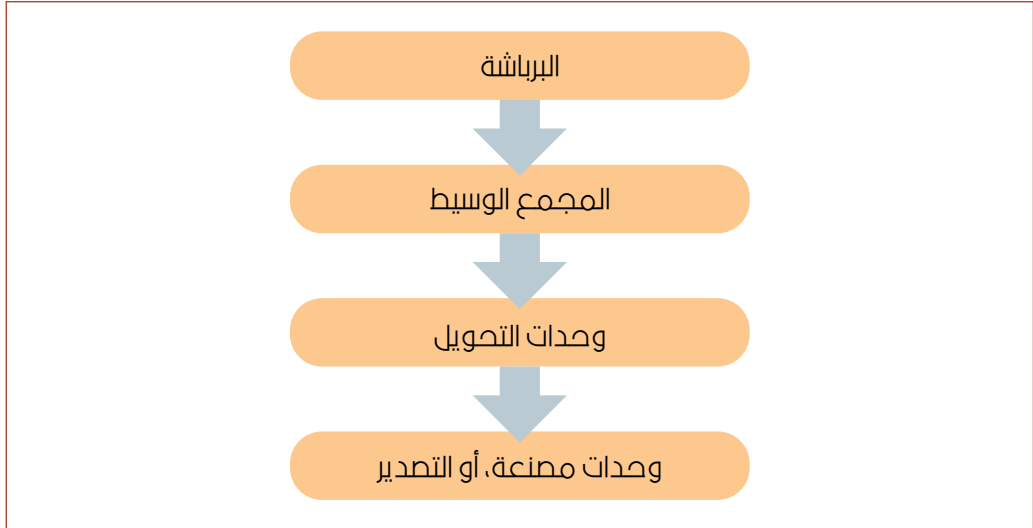 البرباشة
المجمع الوسيط
وحدات التحويل
وحدات مصنعة، أو التصدير